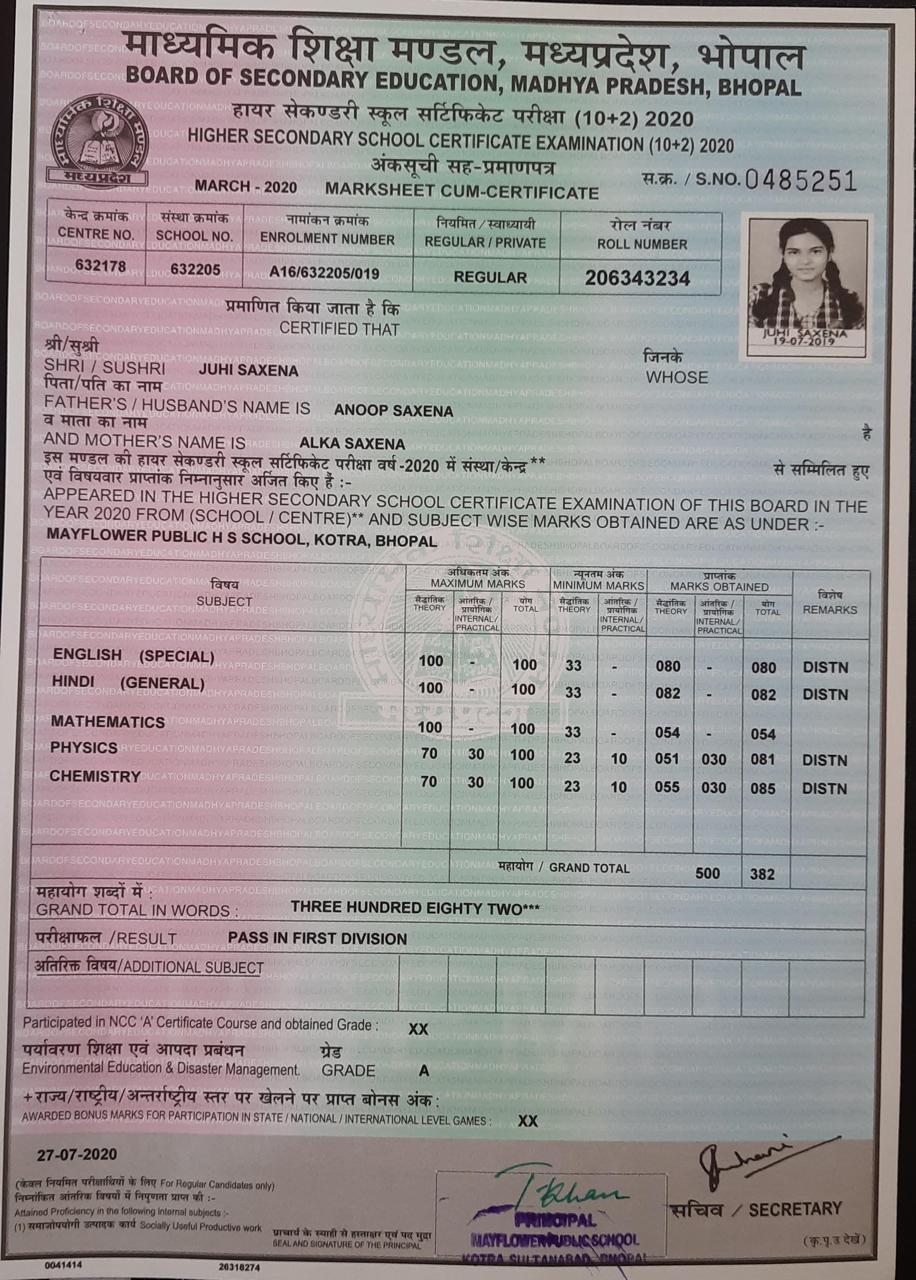 माध्यमिक शिक्षा मण्डल, मध्यप्रदेश, भोपाल
BOARD OF SECONDARY EDUCATION, MADHYA PRADESH, BHOPAL
हायर सेकण्डरी स्कूल सर्टिफिकेट परीक्षा (10+2) 2020
HIGHER SECONDARY SCHOOL CERTIFICATE EXAMINATION (10+2) 2020
अंकसूची सह-प्रमाणपत्र
MARCH - 2020 MARKSHEET CUM-CERTIFICATE
स.क्र. / S.NO. 0485251
माध्यमिक शिक्षा मण्डल
मध्यप्रदेश
केन्द्र क्रमांक संस्था क्रमांक नामांकन क्रमांक नियमित / स्वाध्यायी रोल नंबर
CENTRE NO. SCHOOL NO. ENROLMENT NUMBER REGULAR / PRIVATE ROLL NUMBER
632178 632205 A16/632205/019 REGULAR 206343234
JUHI SAXENA
19-07-2019
प्रमाणित किया जाता है कि
CERTIFIED THAT
श्री/सुश्री जिनके
SHRI / SUSHRI JUHI SAXENA WHOSE
पिता/पति का नाम
FATHER'S / HUSBAND'S NAME IS ANOOP SAXENA
व माता का नाम है
AND MOTHER'S NAME IS ALKA SAXENA
इस मण्डल की हायर सेकण्डरी स्कूल सर्टिफिकेट परीक्षा वर्ष-2020 में संस्था/केन्द्र ** से सम्मिलित हुए
एवं विषयवार प्राप्तांक निम्नानुसार अर्जित किए हैं :-
APPEARED IN THE HIGHER SECONDARY SCHOOL CERTIFICATE EXAMINATION OF THIS BOARD IN THE
YEAR 2020 FROM (SCHOOL / CENTRE)** AND SUBJECT WISE MARKS OBTAINED ARE AS UNDER :-
MAYFLOWER PUBLIC H S SCHOOL, KOTRA, BHOPAL
विषय अधिकतम अंक न्यूनतम अंक प्राप्तांक विशेष
SUBJECT MAXIMUM MARKS MINIMUM MARKS MARKS OBTAINED REMARKS
सैद्धांतिक आंतरिक / प्रायोगिक योग सैद्धांतिक आंतरिक / प्रायोगिक सैद्धांतिक आंतरिक / प्रायोगिक योग
THEORY INTERNAL/ PRACTICAL TOTAL THEORY INTERNAL/ PRACTICAL THEORY INTERNAL/ PRACTICAL TOTAL
ENGLISH (SPECIAL) 100 - 100 33 - 080 - 080 DISTN
HINDI (GENERAL) 100 - 100 33 - 082 - 082 DISTN
MATHEMATICS 100 - 100 33 - 054 - 054
PHYSICS 70 30 100 23 10 051 030 081 DISTN
CHEMISTRY 70 30 100 23 10 055 030 085 DISTN
महायोग / GRAND TOTAL 500 382
महायोग शब्दों में :
GRAND TOTAL IN WORDS : THREE HUNDRED EIGHTY TWO***
परीक्षाफल /RESULT PASS IN FIRST DIVISION
अतिरिक्त विषय/ADDITIONAL SUBJECT
Participated in NCC 'A' Certificate Course and obtained Grade : XX
पर्यावरण शिक्षा एवं आपदा प्रबंधन ग्रेड
Environmental Education & Disaster Management. GRADE A
+राज्य/राष्ट्रीय/अन्तर्राष्ट्रीय स्तर पर खेलने पर प्राप्त बोनस अंक :
AWARDED BONUS MARKS FOR PARTICIPATION IN STATE / NATIONAL / INTERNATIONAL LEVEL GAMES : XX
27-07-2020
(केवल नियमित परीक्षार्थियों के लिए For Regular Candidates only)
निम्नांकित आंतरिक विषयों में निपुणता प्राप्त की :-
Attained Proficiency in the following Internal subjects :-
(1) समाजोपयोगी उत्पादक कार्य Socially Useful Productive work
प्राचार्य के स्याही से हस्ताक्षर एवं पद मुद्रा
SEAL AND SIGNATURE OF THE PRINCIPAL
TKhan
PRINCIPAL
MAYFLOWER PUBLIC SCHOOL
KOTRA SULTANABAD, BHOPAL
सचिव / SECRETARY
(कृ.पृ.उ देखें)
0041414 26318274